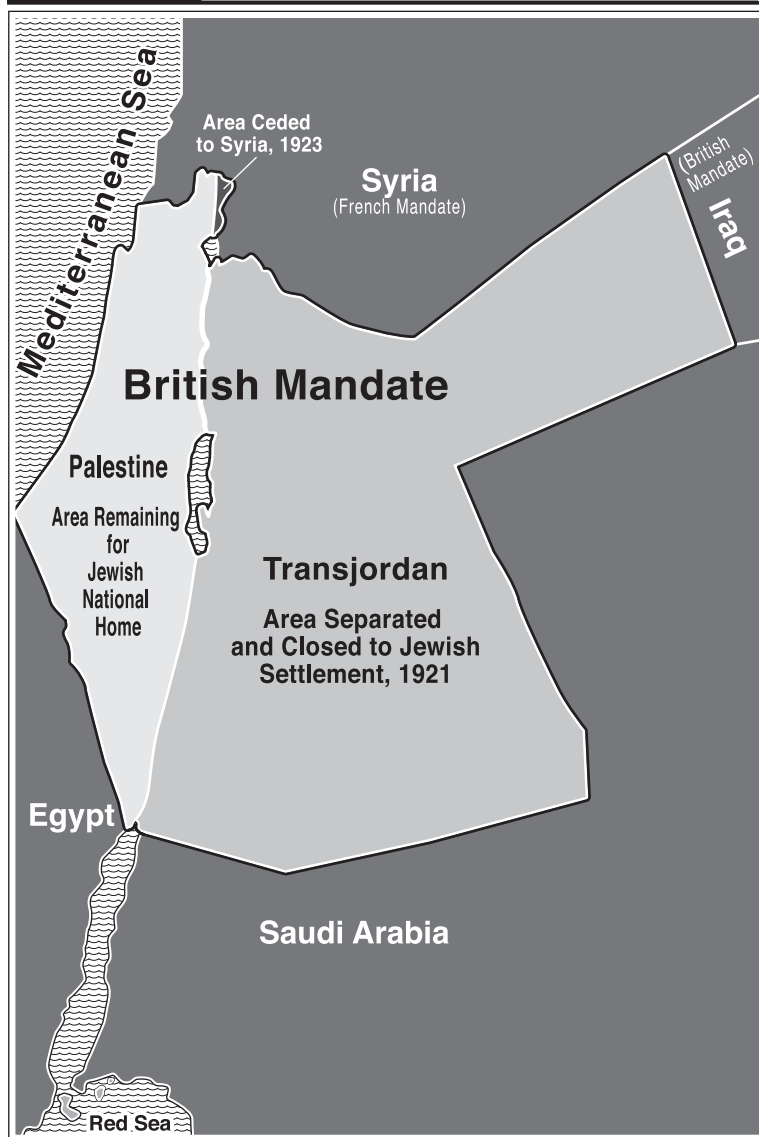 Mediterranean Sea
Area Ceded
to Syria, 1923
Syria
(French Mandate)
(British
Mandate)
Iraq
British Mandate
Palestine
Area Remaining
for
Jewish
National
Home
Transjordan
Area Separated
and Closed to Jewish
Settlement, 1921
Egypt
Saudi Arabia
Red Sea